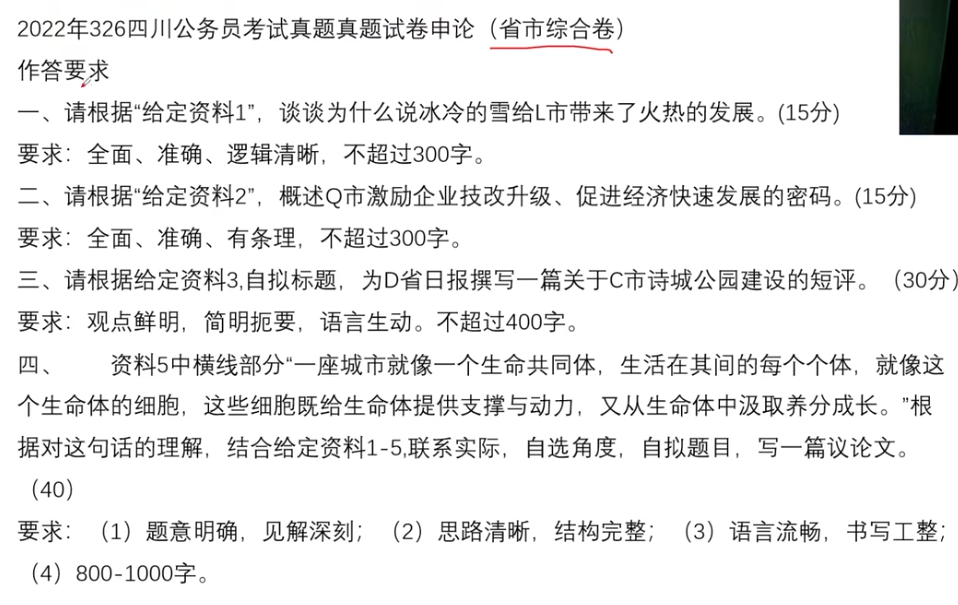 2022年326四川公务员考试真题真题试卷申论（省市综合卷）
作答要求
一、请根据“给定资料1”，谈谈为什么说冰冷的雪给L市带来了火热的发展。(15分)
要求：全面、准确、逻辑清晰，不超过300字。
二、请根据“给定资料2”，概述Q市激励企业技改升级、促进经济快速发展的密码。(15分)
要求：全面、准确、有条理，不超过300字。
三、请根据给定资料3,自拟标题，为D省日报撰写一篇关于C市诗城公园建设的短评。（30分）
要求：观点鲜明，简明扼要，语言生动。不超过400字。
四、 资料5中横线部分“一座城市就像一个生命共同体，生活在其间的每个个体，就像这
个生命体的细胞，这些细胞既给生命体提供支撑与动力，又从生命体中汲取养分成长。”根
据对这句话的理解，结合给定资料1-5,联系实际，自选角度，自拟题目，写一篇议论文。
（40）
要求：（1）题意明确，见解深刻；（2）思路清晰，结构完整；（3）语言流畅，书写工整；
（4）800-1000字。